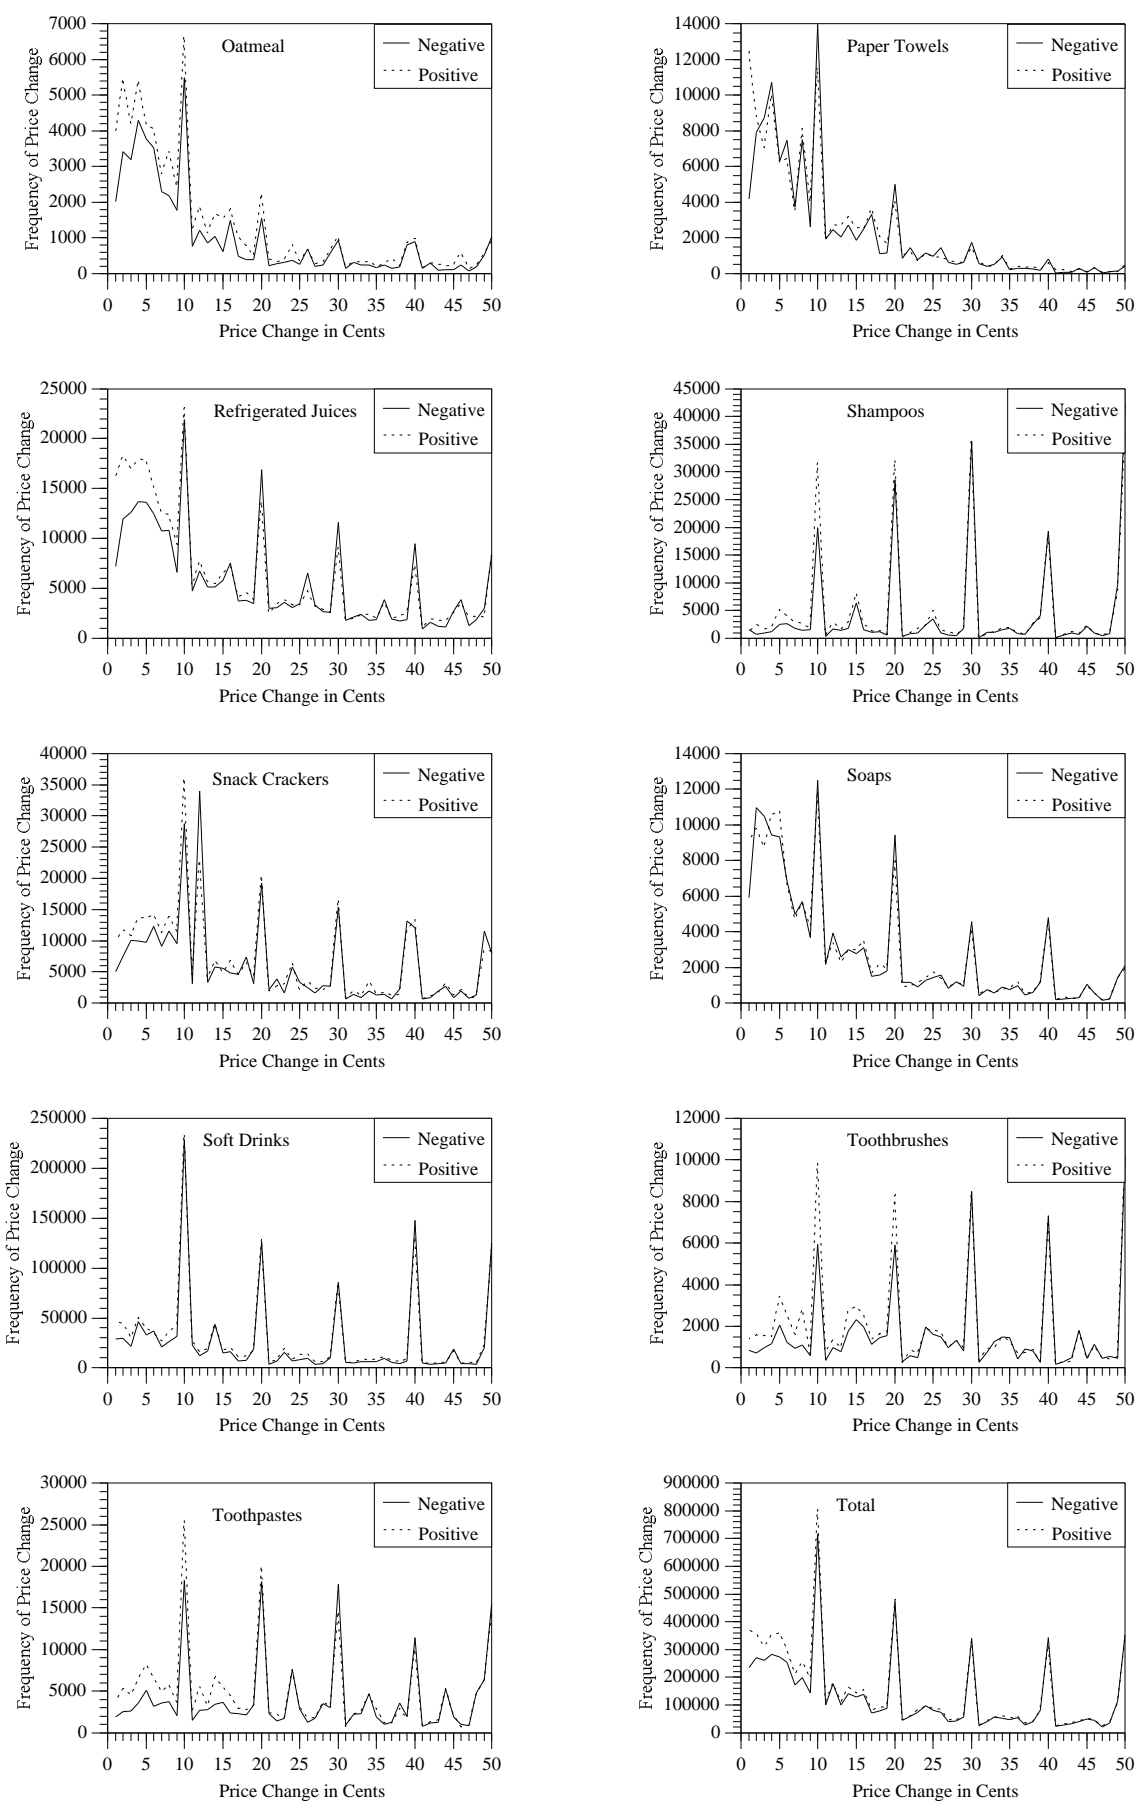 7000
6000
5000
4000
3000
2000
1000
0
Frequency of Price Change
Oatmeal
Negative
Positive
0 5 10 15 20 25 30 35 40 45 50
Price Change in Cents
14000
12000
10000
8000
6000
4000
2000
0
Frequency of Price Change
Paper Towels
Negative
Positive
0 5 10 15 20 25 30 35 40 45 50
Price Change in Cents
25000
20000
15000
10000
5000
0
Frequency of Price Change
Refrigerated Juices
Negative
Positive
0 5 10 15 20 25 30 35 40 45 50
Price Change in Cents
45000
40000
35000
30000
25000
20000
15000
10000
5000
0
Frequency of Price Change
Shampoos
Negative
Positive
0 5 10 15 20 25 30 35 40 45 50
Price Change in Cents
40000
35000
30000
25000
20000
15000
10000
5000
0
Frequency of Price Change
Snack Crackers
Negative
Positive
0 5 10 15 20 25 30 35 40 45 50
Price Change in Cents
14000
12000
10000
8000
6000
4000
2000
0
Frequency of Price Change
Soaps
Negative
Positive
0 5 10 15 20 25 30 35 40 45 50
Price Change in Cents
250000
200000
150000
100000
50000
0
Frequency of Price Change
Soft Drinks
Negative
Positive
0 5 10 15 20 25 30 35 40 45 50
Price Change in Cents
12000
10000
8000
6000
4000
2000
0
Frequency of Price Change
Toothbrushes
Negative
Positive
0 5 10 15 20 25 30 35 40 45 50
Price Change in Cents
30000
25000
20000
15000
10000
5000
0
Frequency of Price Change
Toothpastes
Negative
Positive
0 5 10 15 20 25 30 35 40 45 50
Price Change in Cents
900000
800000
700000
600000
500000
400000
300000
200000
100000
0
Frequency of Price Change
Total
Negative
Positive
0 5 10 15 20 25 30 35 40 45 50
Price Change in Cents